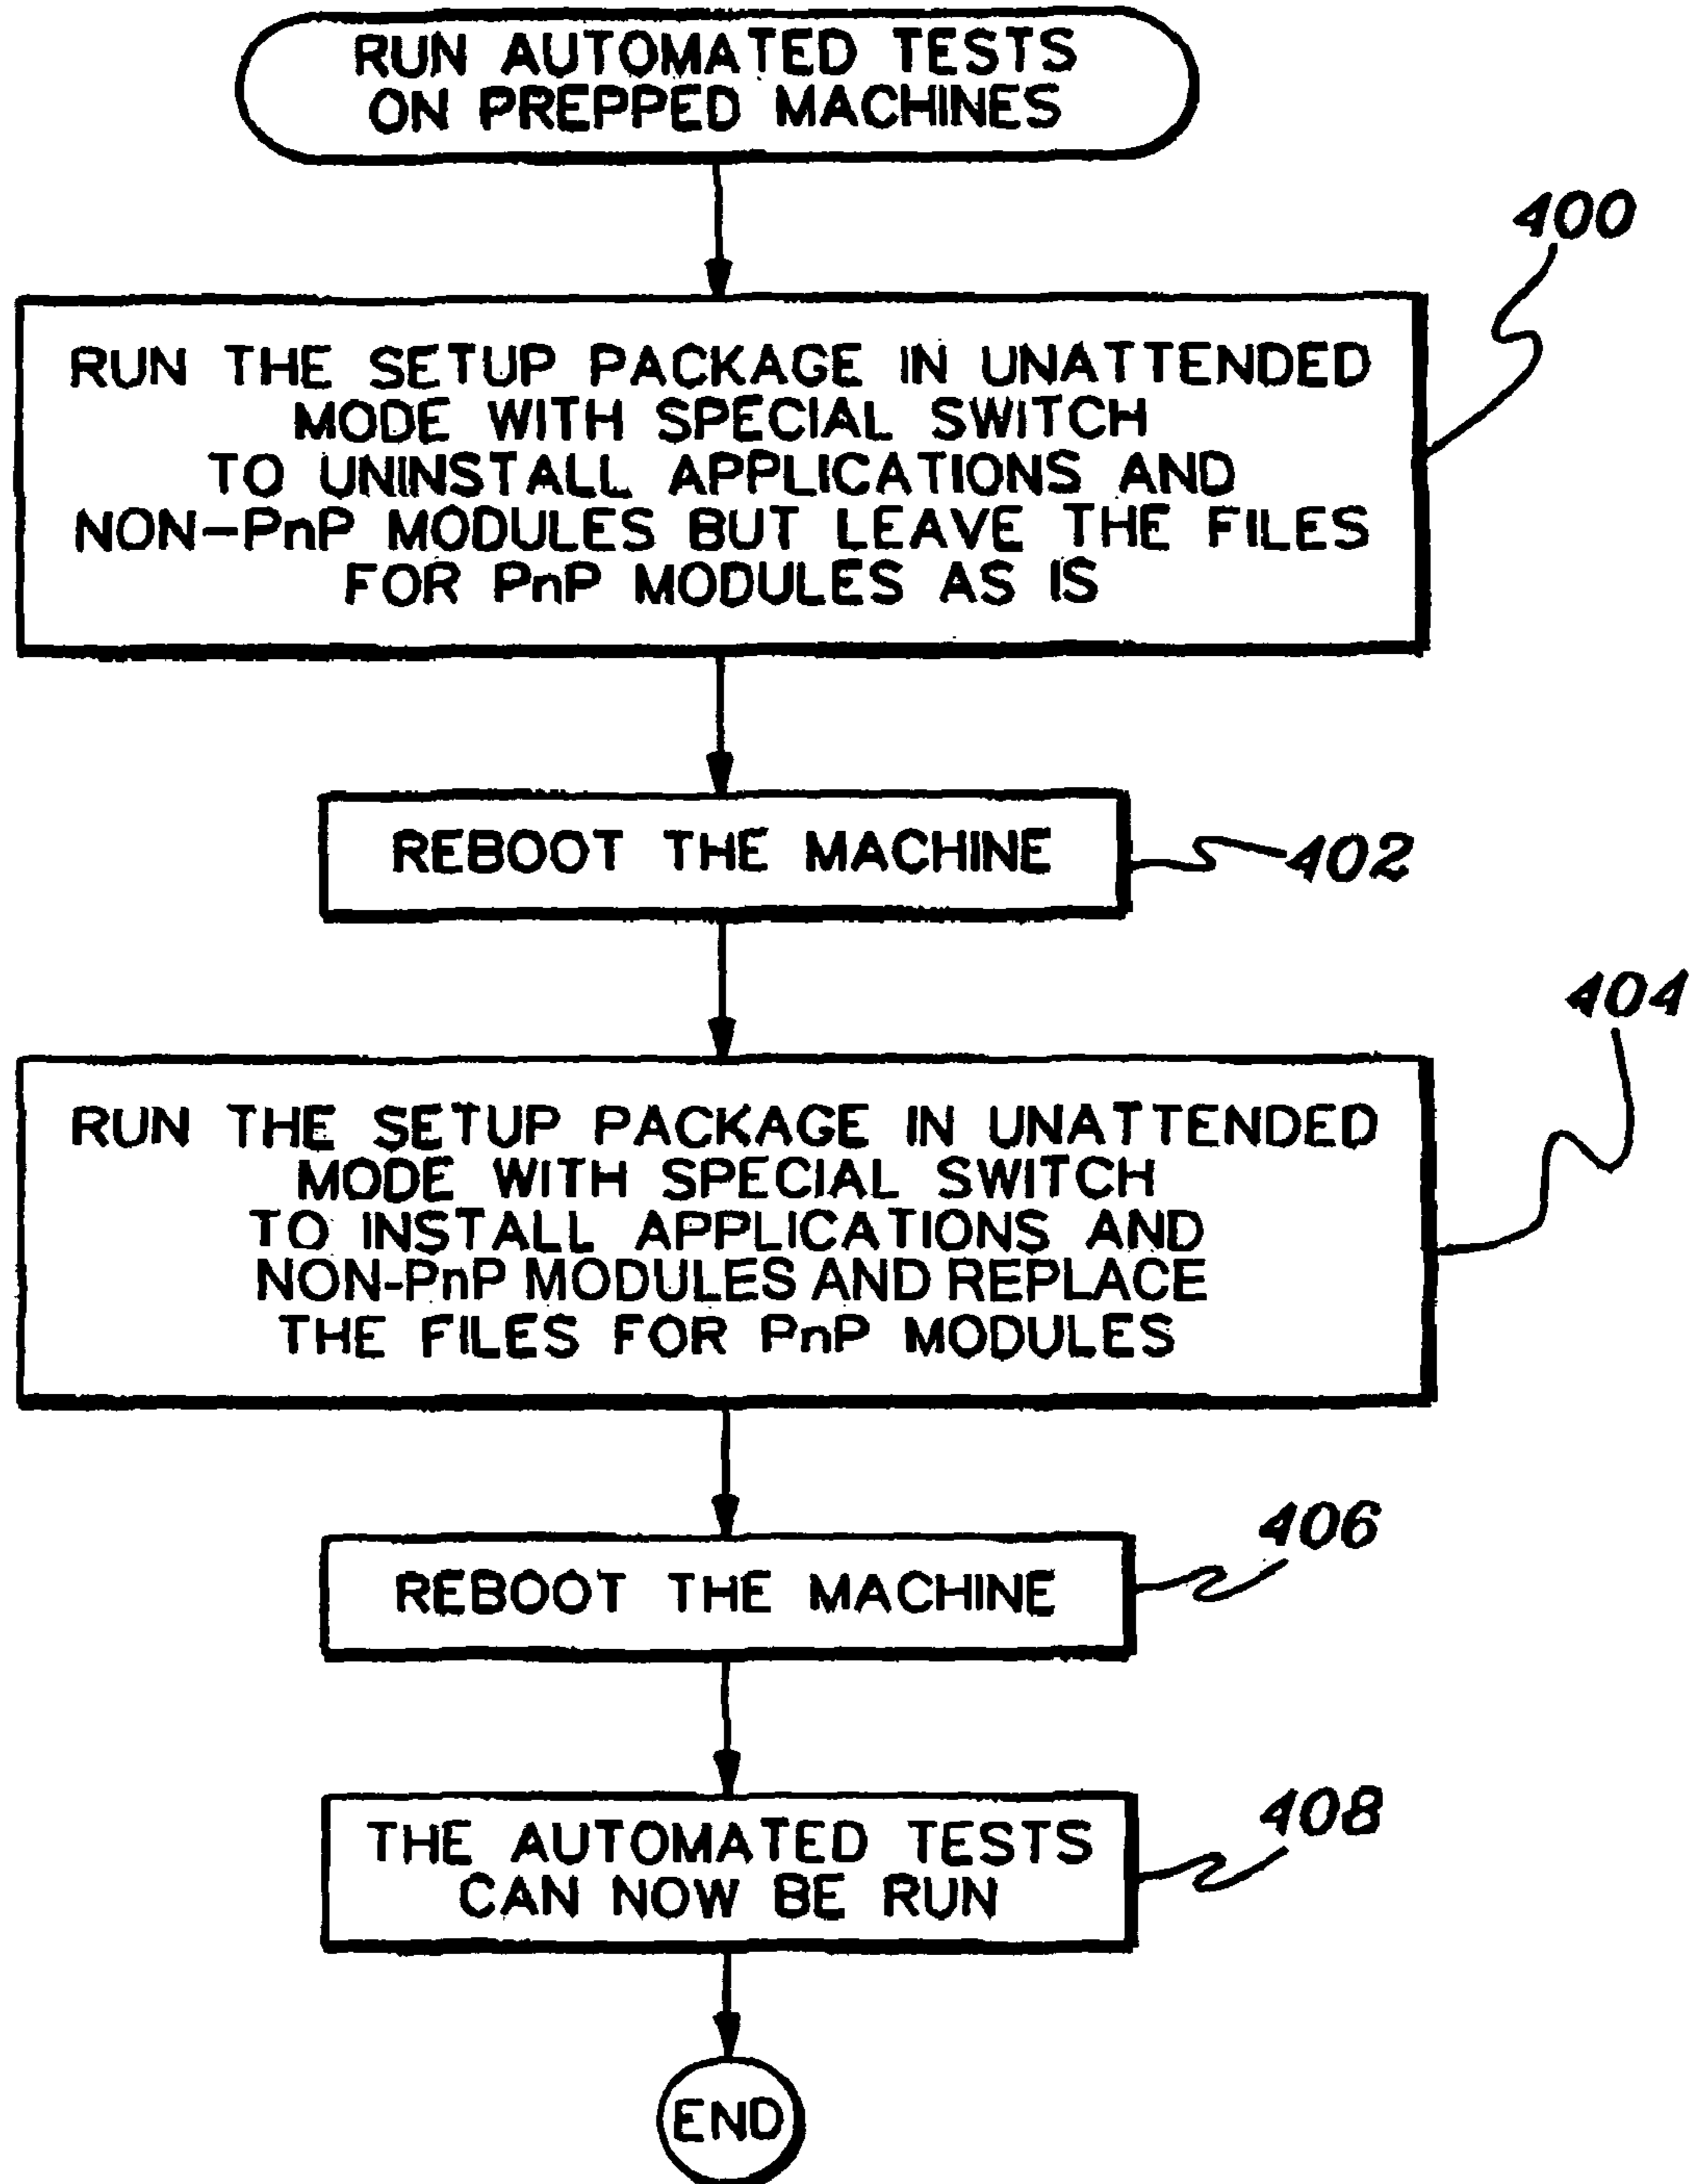 RUN AUTOMATED TESTS
ON PREPPED MACHINES
400
RUN THE SETUP PACKAGE IN UNATTENDED
MODE WITH SPECIAL SWITCH
TO UNINSTALL APPLICATIONS AND
NON-PnP MODULES BUT LEAVE THE FILES
FOR PnP MODULES AS IS
REBOOT THE MACHINE
402
404
RUN THE SETUP PACKAGE IN UNATTENDED
MODE WITH SPECIAL SWITCH
TO INSTALL APPLICATIONS AND
NON-PnP MODULES AND REPLACE
THE FILES FOR PnP MODULES
406
REBOOT THE MACHINE
408
THE AUTOMATED TESTS
CAN NOW BE RUN
END